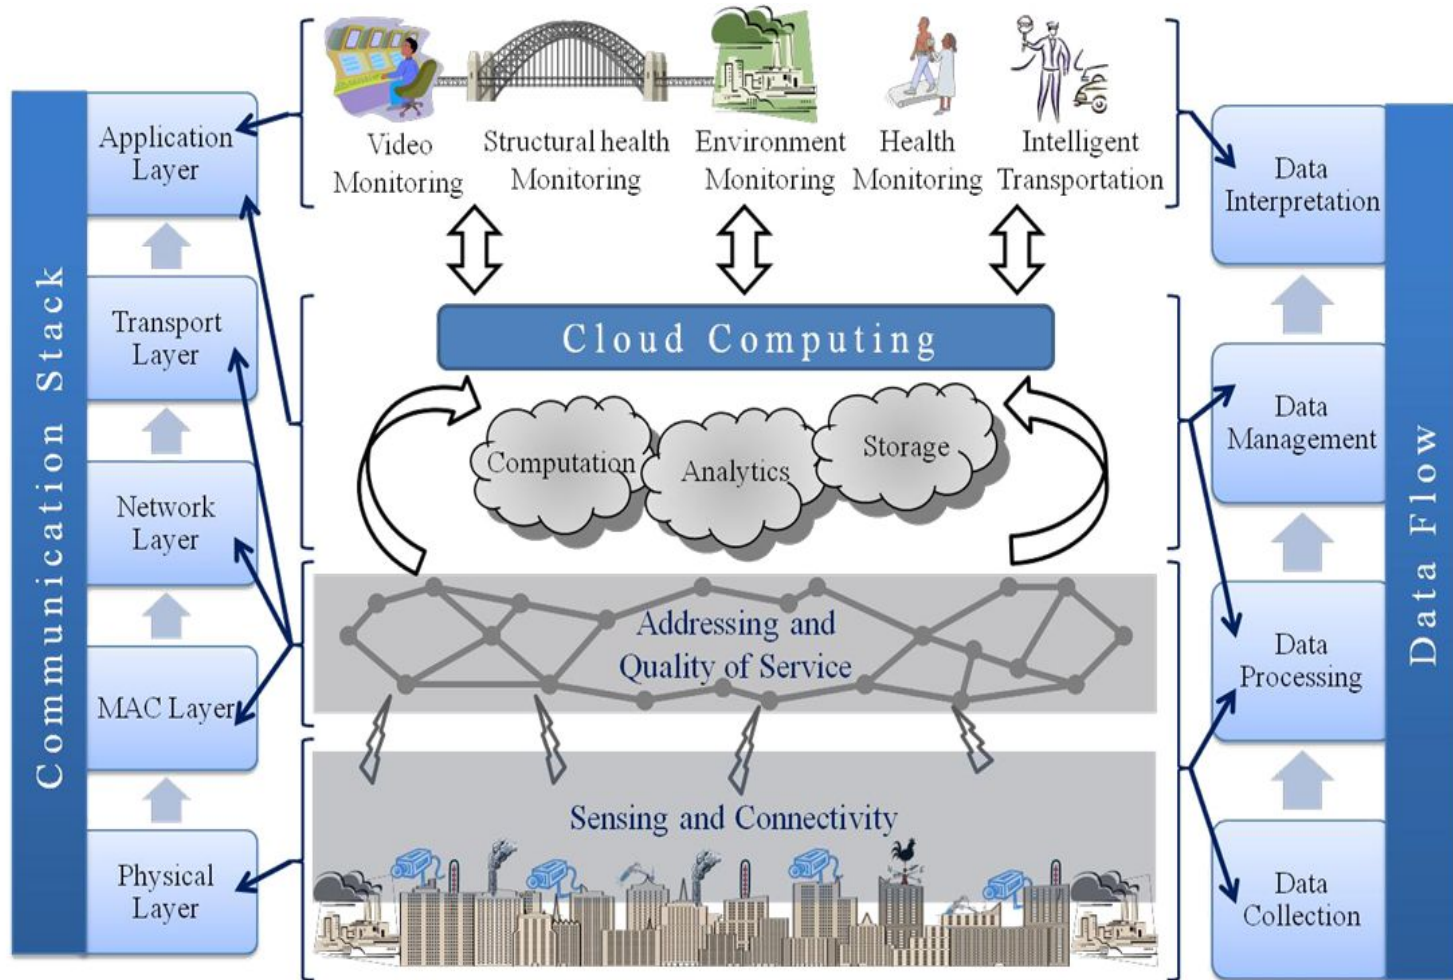 Communication Stack
Application
Layer
Transport
Layer
Network
Layer
MAC Layer
Physical
Layer
Video
Monitoring
Structural health
Monitoring
Environment
Monitoring
Health
Monitoring
Intelligent
Transportation
Cloud Computing
Computation
Analytics
Storage
Addressing and
Quality of Service
Sensing and Connectivity
Data
Interpretation
Data
Management
Data
Processing
Data
Collection
Data Flow